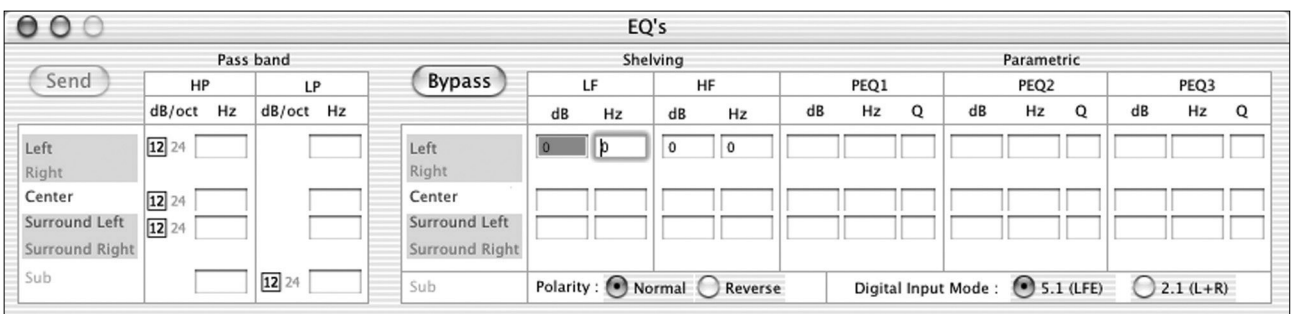 EQ's
Pass band Shelving Parametric
Send HP LP Bypass LF HF PEQ1 PEQ2 PEQ3
dB/oct Hz dB/oct Hz dB Hz dB Hz dB Hz Q dB Hz Q dB Hz Q
Left 12 24 Left 0 0 0 0
Right Right
Center 12 24 Center
Surround Left 12 24 Surround Left
Surround Right Surround Right
Sub 12 24 Sub Polarity : Normal Reverse Digital Input Mode : 5.1 (LFE) 2.1 (L+R)